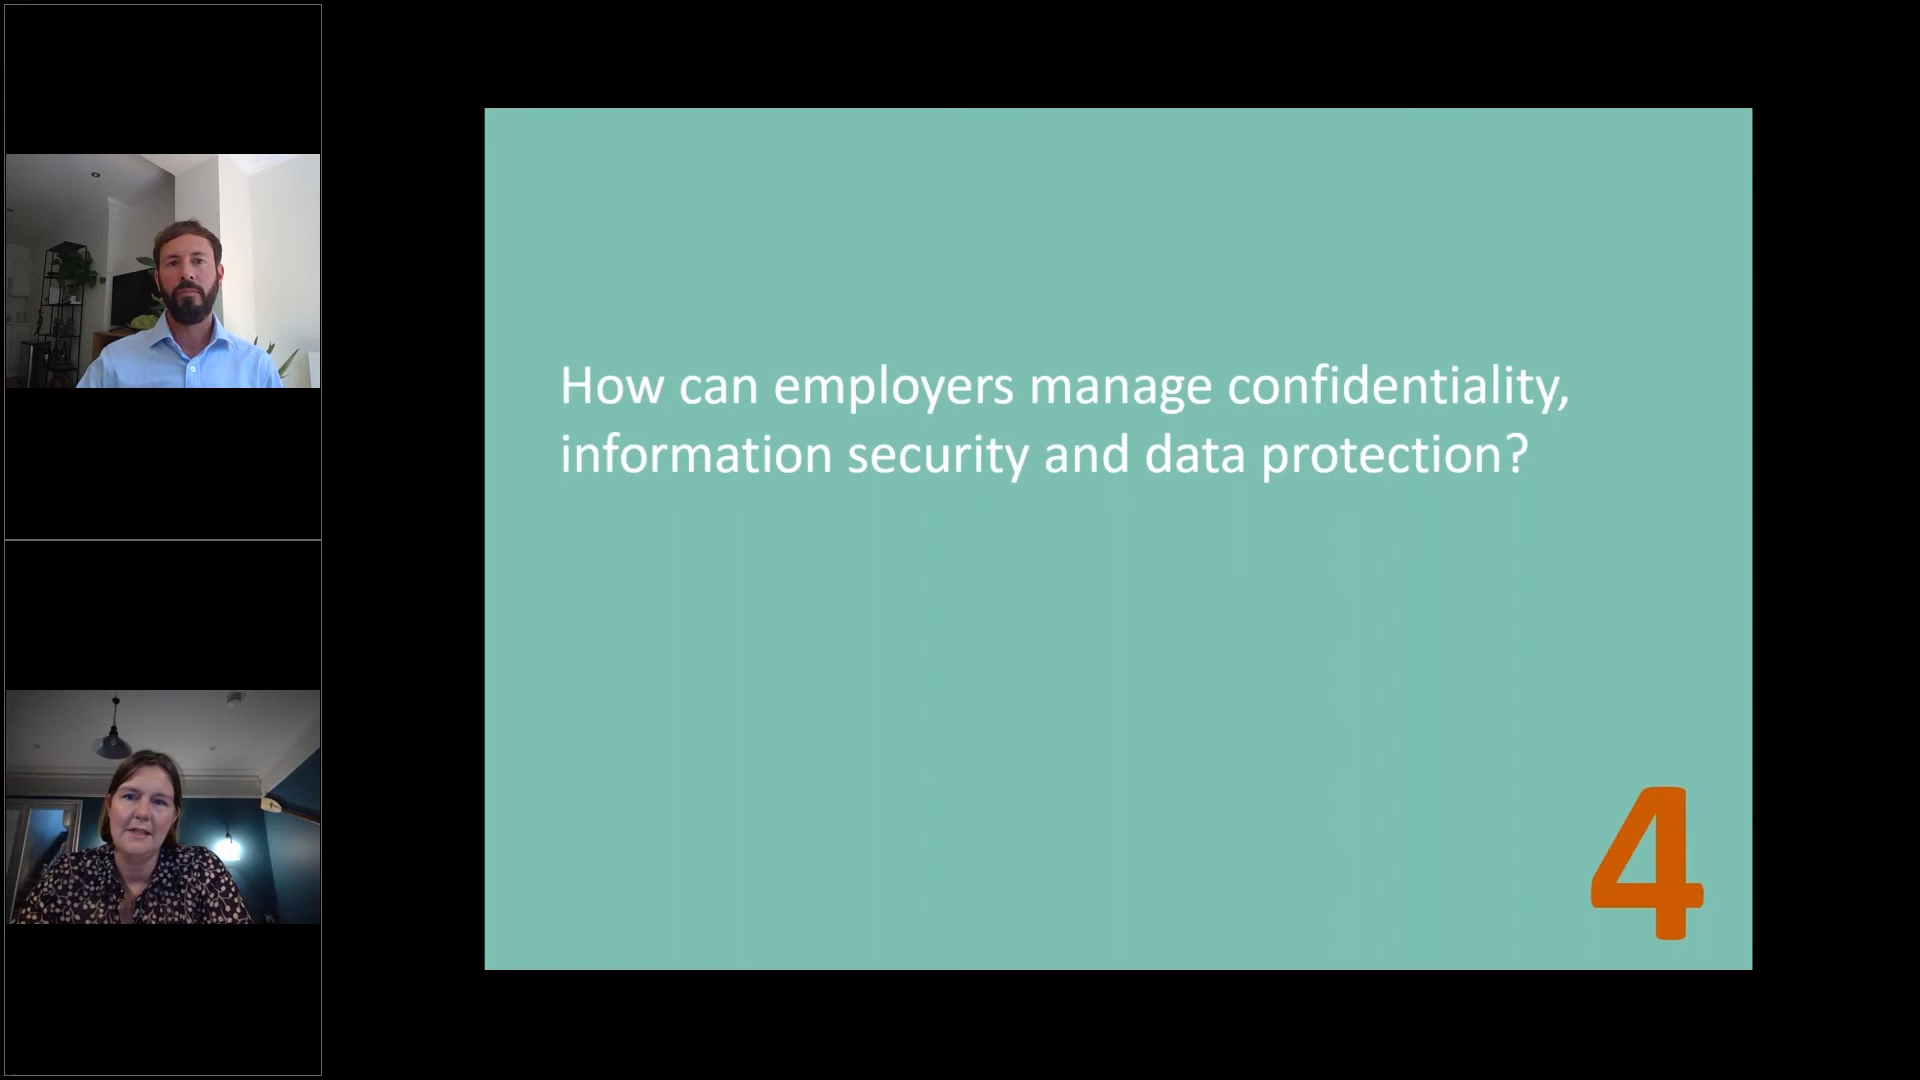 How can employers manage confidentiality,
information security and data protection?
4